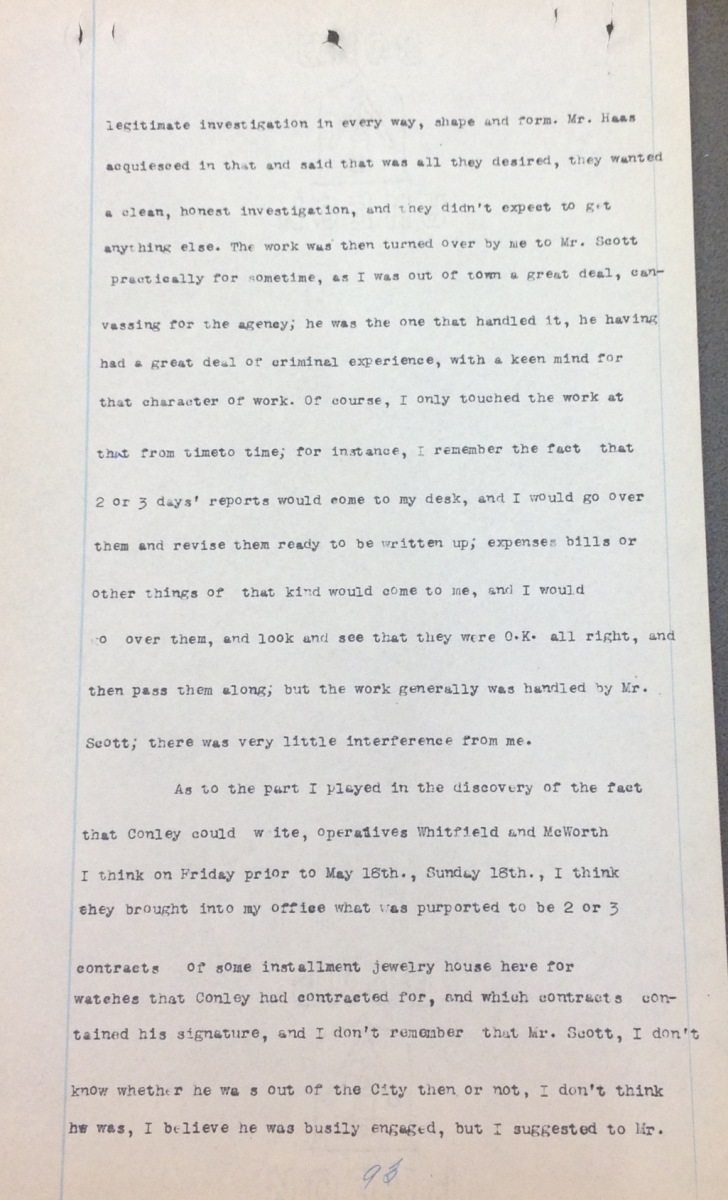 legitimate investigation in every way, shape and form. Mr. Haas
acquiesced in that and said that was all they desired, they wanted
a clean, honest investigation, and they didn't expect to get
anything else. The work was then turned over by me to Mr. Scott
practically for sometime, as I was out of town a great deal, can-
vassing for the agency; he was the one that handled it, he having
had a great deal of criminal experience, with a keen mind for
that character of work. Of course, I only touched the work at
that from timeto time; for instance, I remember the fact that
2 or 3 days' reports would come to my desk, and I would go over
them and revise them ready to be written up; expenses bills or
other things of that kind would come to me, and I would
o over them, and look and see that they were O.K. all right, and
then pass them along; but the work generally was handled by Mr.
Scott; there was very little interference from me.
As to the part I played in the discovery of the fact
that Conley could w ite, operatives Whitfield and McWorth
I think on Friday prior to May 16th., Sunday 18th., I think
they brought into my office what was purported to be 2 or 3
contracts of some installment jewelry house here for
watches that Conley had contracted for, and which contracts con-
tained his signature, and I don't remember that Mr. Scott, I don't
know whether he wa s out of the City then or not, I don't think
he was, I believe he was busily engaged, but I suggested to Mr.
93